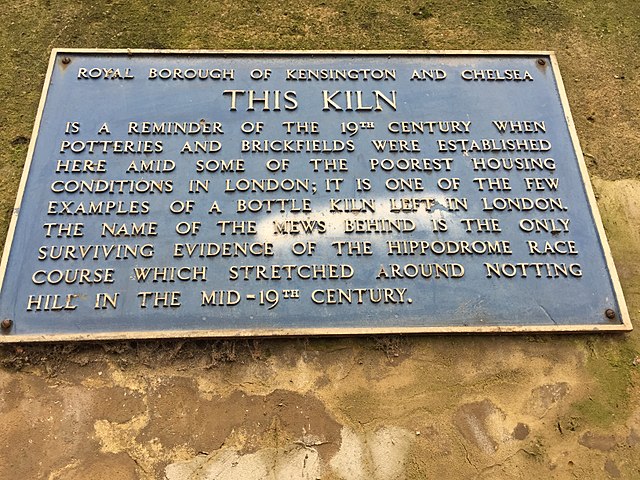 ROYAL BOROUGH OF KENSINGTON AND CHELSEA
THIS KILN
IS A REMINDER OF THE 19TH CENTURY WHEN
POTTERIES AND BRICKFIELDS WERE ESTABLISHED
HERE AMID SOME OF THE POOREST HOUSING
CONDITIONS IN LONDON; IT IS ONE OF THE FEW
EXAMPLES OF A BOTTLE KILN LEFT IN LONDON.
THE NAME OF THE MEWS BEHIND IS THE ONLY
SURVIVING EVIDENCE OF THE HIPPODROME RACE
COURSE WHICH STRETCHED AROUND NOTTING
HILL IN THE MID-19TH CENTURY.